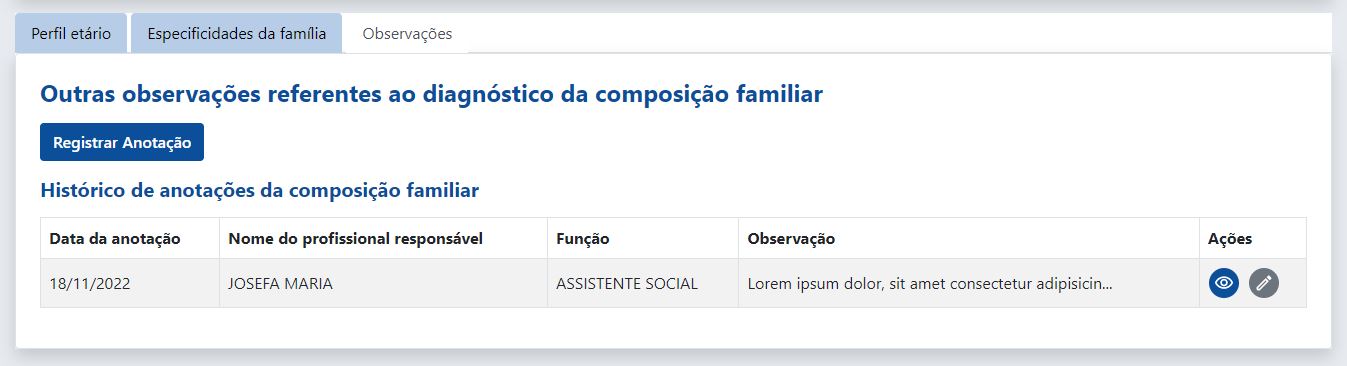 Perfil etário Especificidades da família Observações
Outras observações referentes ao diagnóstico da composição familiar
Registrar Anotação
Histórico de anotações da composição familiar
Data da anotação Nome do profissional responsável Função Observação Ações
18/11/2022 JOSEFA MARIA ASSISTENTE SOCIAL Lorem ipsum dolor, sit amet consectetur adipisicin...